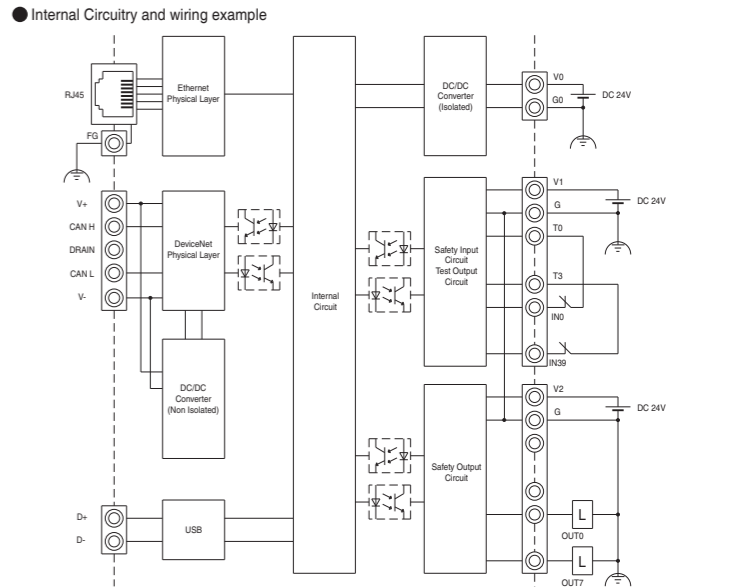 ● Internal Circuitry and wiring example
RJ45
FG
Ethernet
Physical Layer
V+
CAN H
DRAIN
CAN L
V-
DeviceNet
Physical Layer
DC/DC
Converter
(Non Isolated)
D+
D-
USB
Internal
Circuit
DC/DC
Converter
(Isolated)
V0
G0
DC 24V
Safety Input
Circuit
Test Output
Circuit
V1
G
T0
T3
IN0
IN39
DC 24V
Safety Output
Circuit
V2
G
DC 24V
L
OUT0
L
OUT7